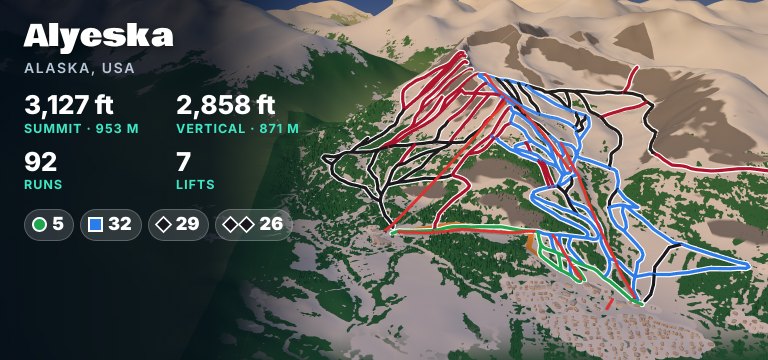 Alyeska
ALASKA, USA
3,127 ft
SUMMIT · 953 M
2,858 ft
VERTICAL · 871 M
92
RUNS
7
LIFTS
5
32
29
26